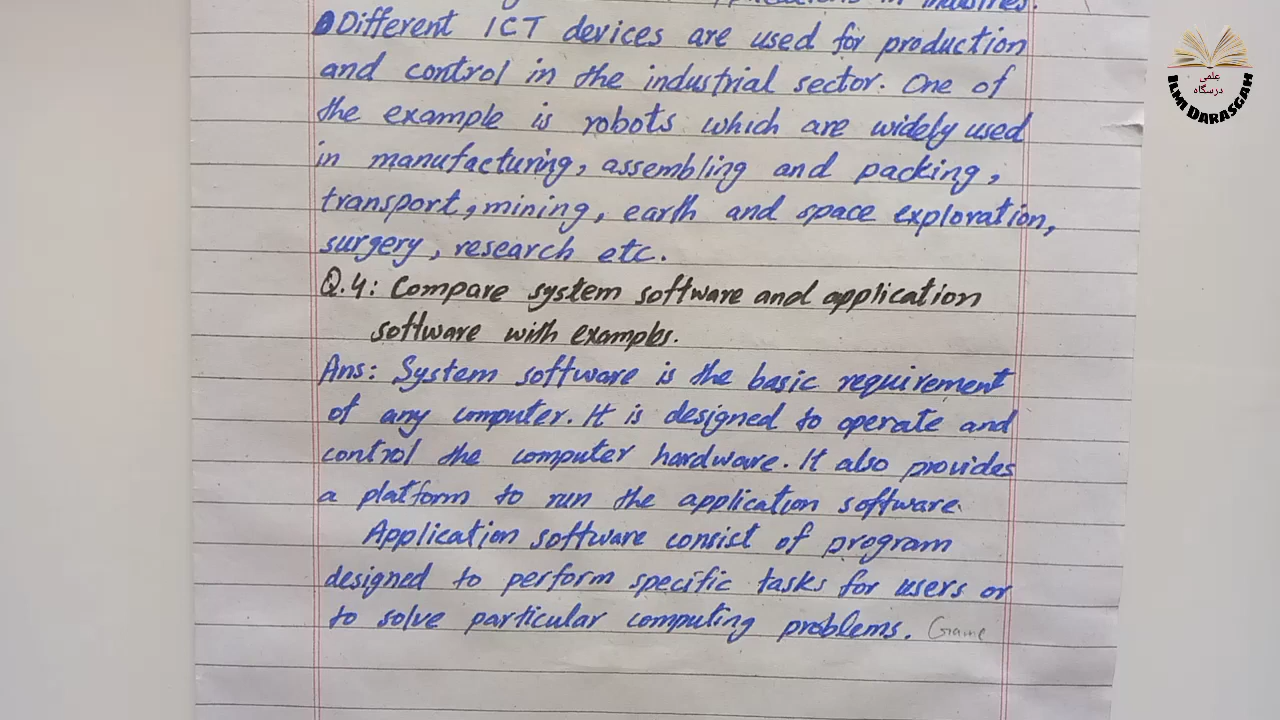 in industries.
Different ICT devices are used for production
and control in the industrial sector. One of
the example is robots which are widely used
in manufacturing, assembling and packing,
transport, mining, earth and space exploration,
surgery, research etc.
Q.4: Compare system software and application
software with examples.
Ans: System software is the basic requirement
of any computer. It is designed to operate and
control the computer hardware. It also provides
a platform to run the application software.
Application software consist of program
designed to perform specific tasks for users or
to solve particular computing problems. Game
علمی
درسگاه
ILMI DARASGAH